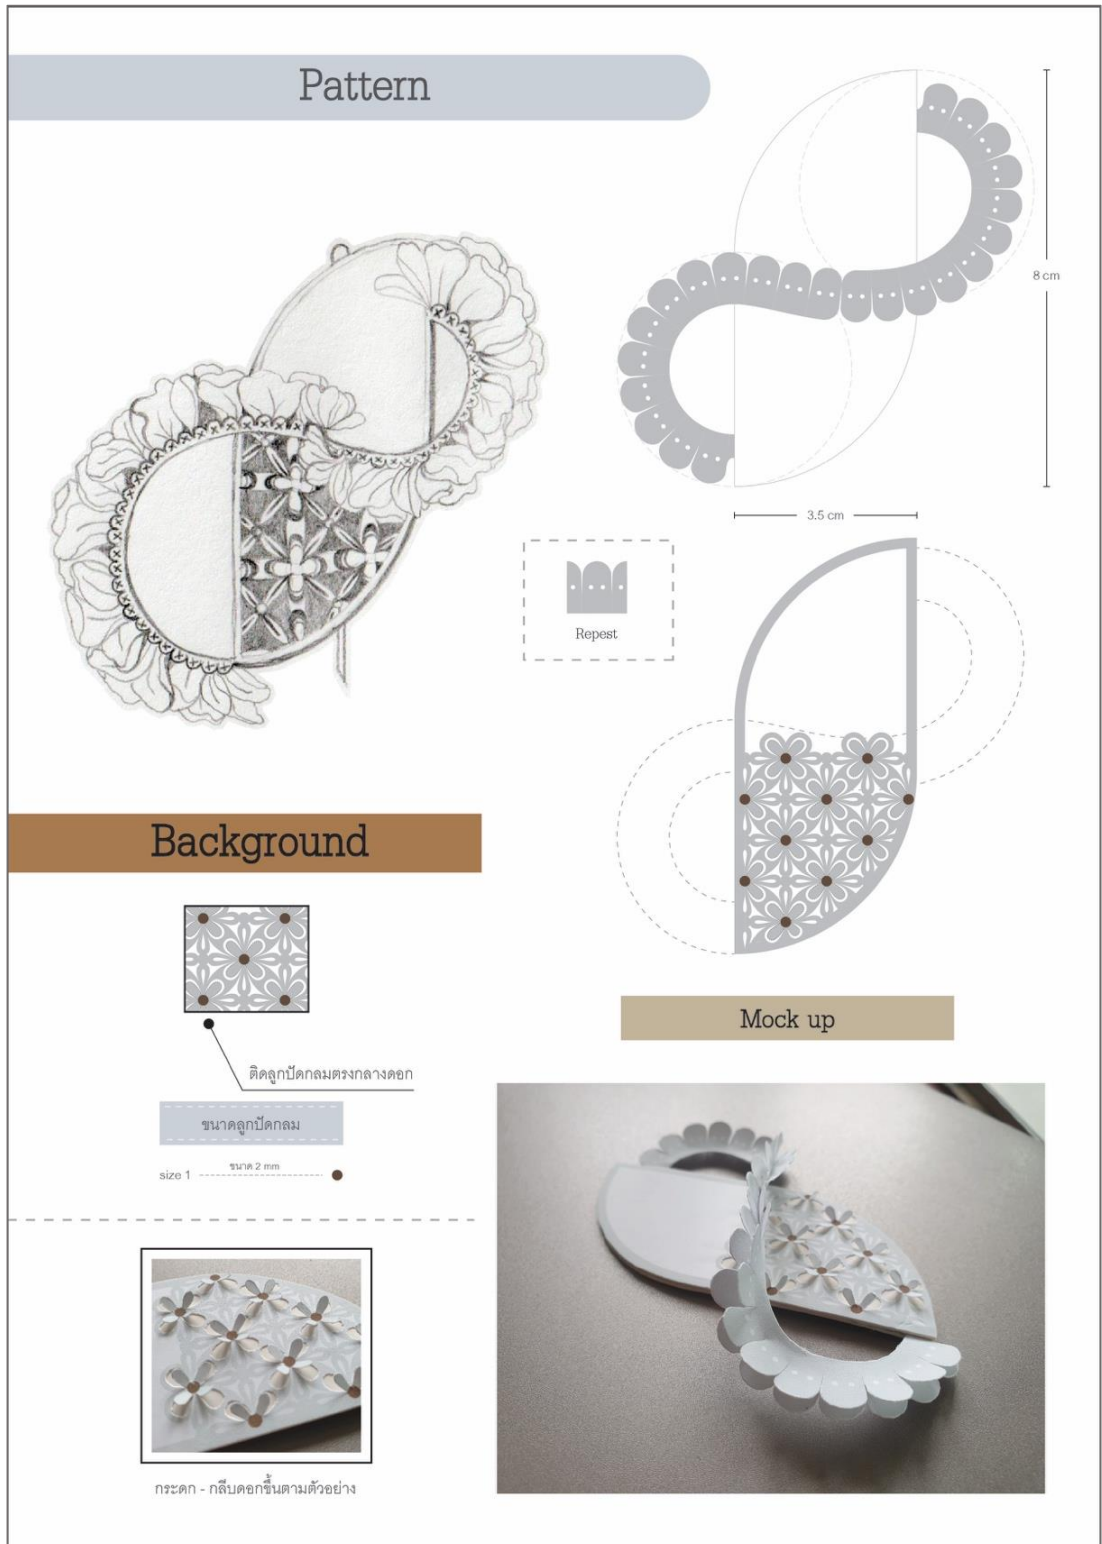 Pattern
8 cm
3.5 cm
Repest
Background
ติดลูกปัดกลมตรงกลางดอก
ขนาดลูกปัดกลม
size 1
ขนาด 2 mm
Mock up
กระดก - กลีบดอกขึ้นตามตัวอย่าง